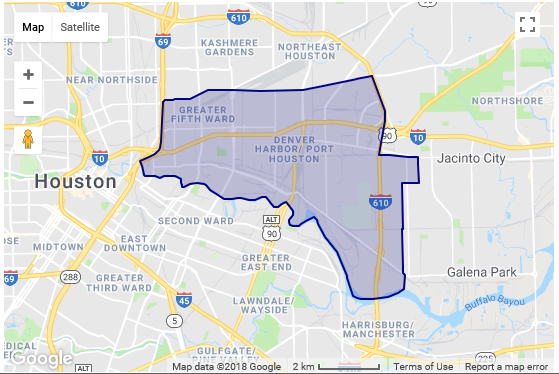 Map
Satellite
610
69
KASHMERE
GARDENS
NORTHEAST
HOUSTON
NEAR NORTHSIDE
NORTHSHORE
GREATER
FIFTH WARD
DENVER
HARBOR/ PORT
HOUSTON
90
10
10
Jacinto City
Houston
610
SECOND WARD
ALT
90
EAST
DOWNTOWN
MIDTOWN
GREATER
EAST END
69
288
GREATER
THIRD WARD
Galena Park
45
LAWNDALE/
WAYSIDE
Buffalo Bayou
5
HARRISBURG/
MANCHESTER
GULFGATE/
PINE VALLEY
225
Google
ALT
Map data ©2018 Google
2 km
Terms of Use
Report a map error